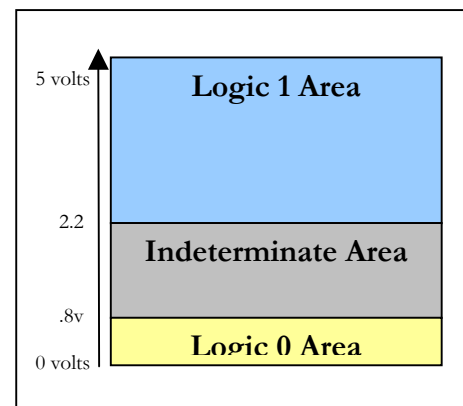 5 volts
Logic 1 Area
2.2
Indeterminate Area
.8v
Logic 0 Area
0 volts